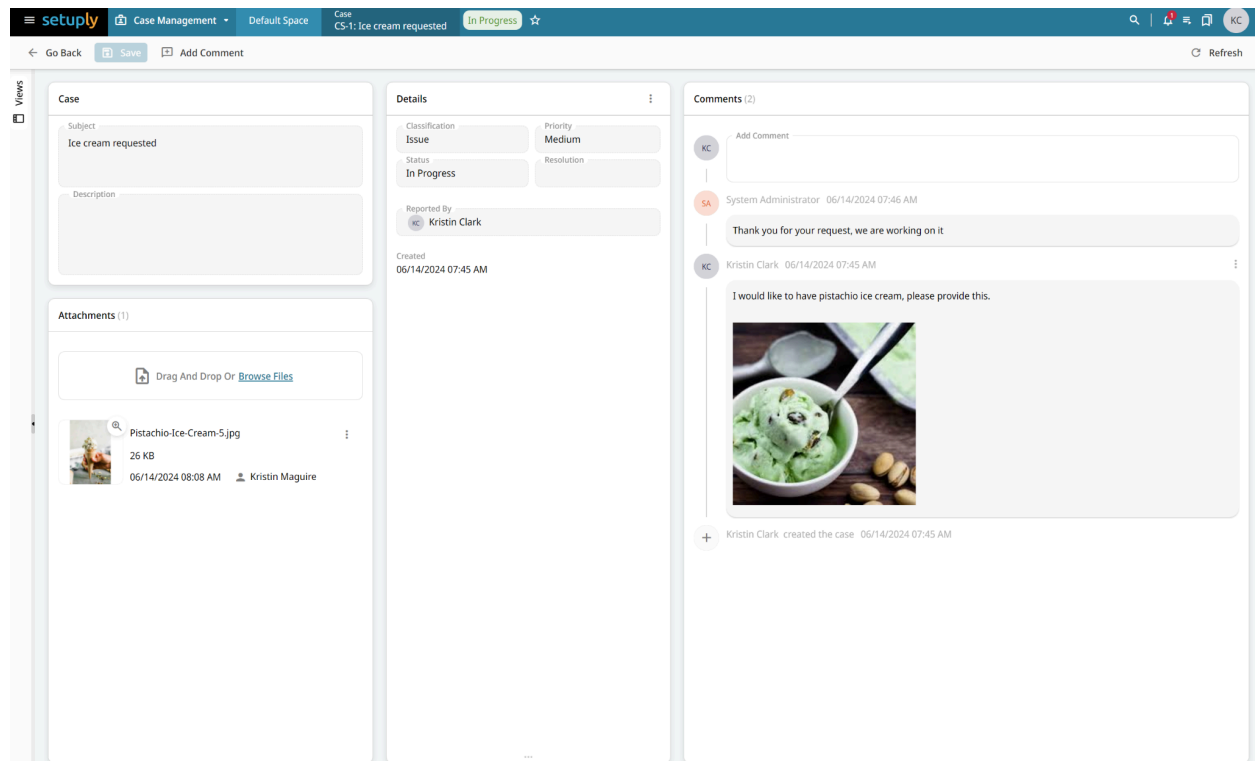 setuply
Case Management
Default Space
Case
CS-1: Ice cream requested
In Progress
1
KC
Go Back
Save
Add Comment
Refresh
Views
Case
Subject
Ice cream requested
Description
Attachments (1)
Drag And Drop Or Browse Files
Pistachio-Ice-Cream-5.jpg
26 KB
06/14/2024 08:08 AM Kristin Maguire
Details
Classification
Issue
Priority
Medium
Status
In Progress
Resolution
Reported By
KC Kristin Clark
Created
06/14/2024 07:45 AM
Comments (2)
KC
Add Comment
SA
System Administrator 06/14/2024 07:46 AM
Thank you for your request, we are working on it
KC
Kristin Clark 06/14/2024 07:45 AM
I would like to have pistachio ice cream, please provide this.
Kristin Clark created the case 06/14/2024 07:45 AM